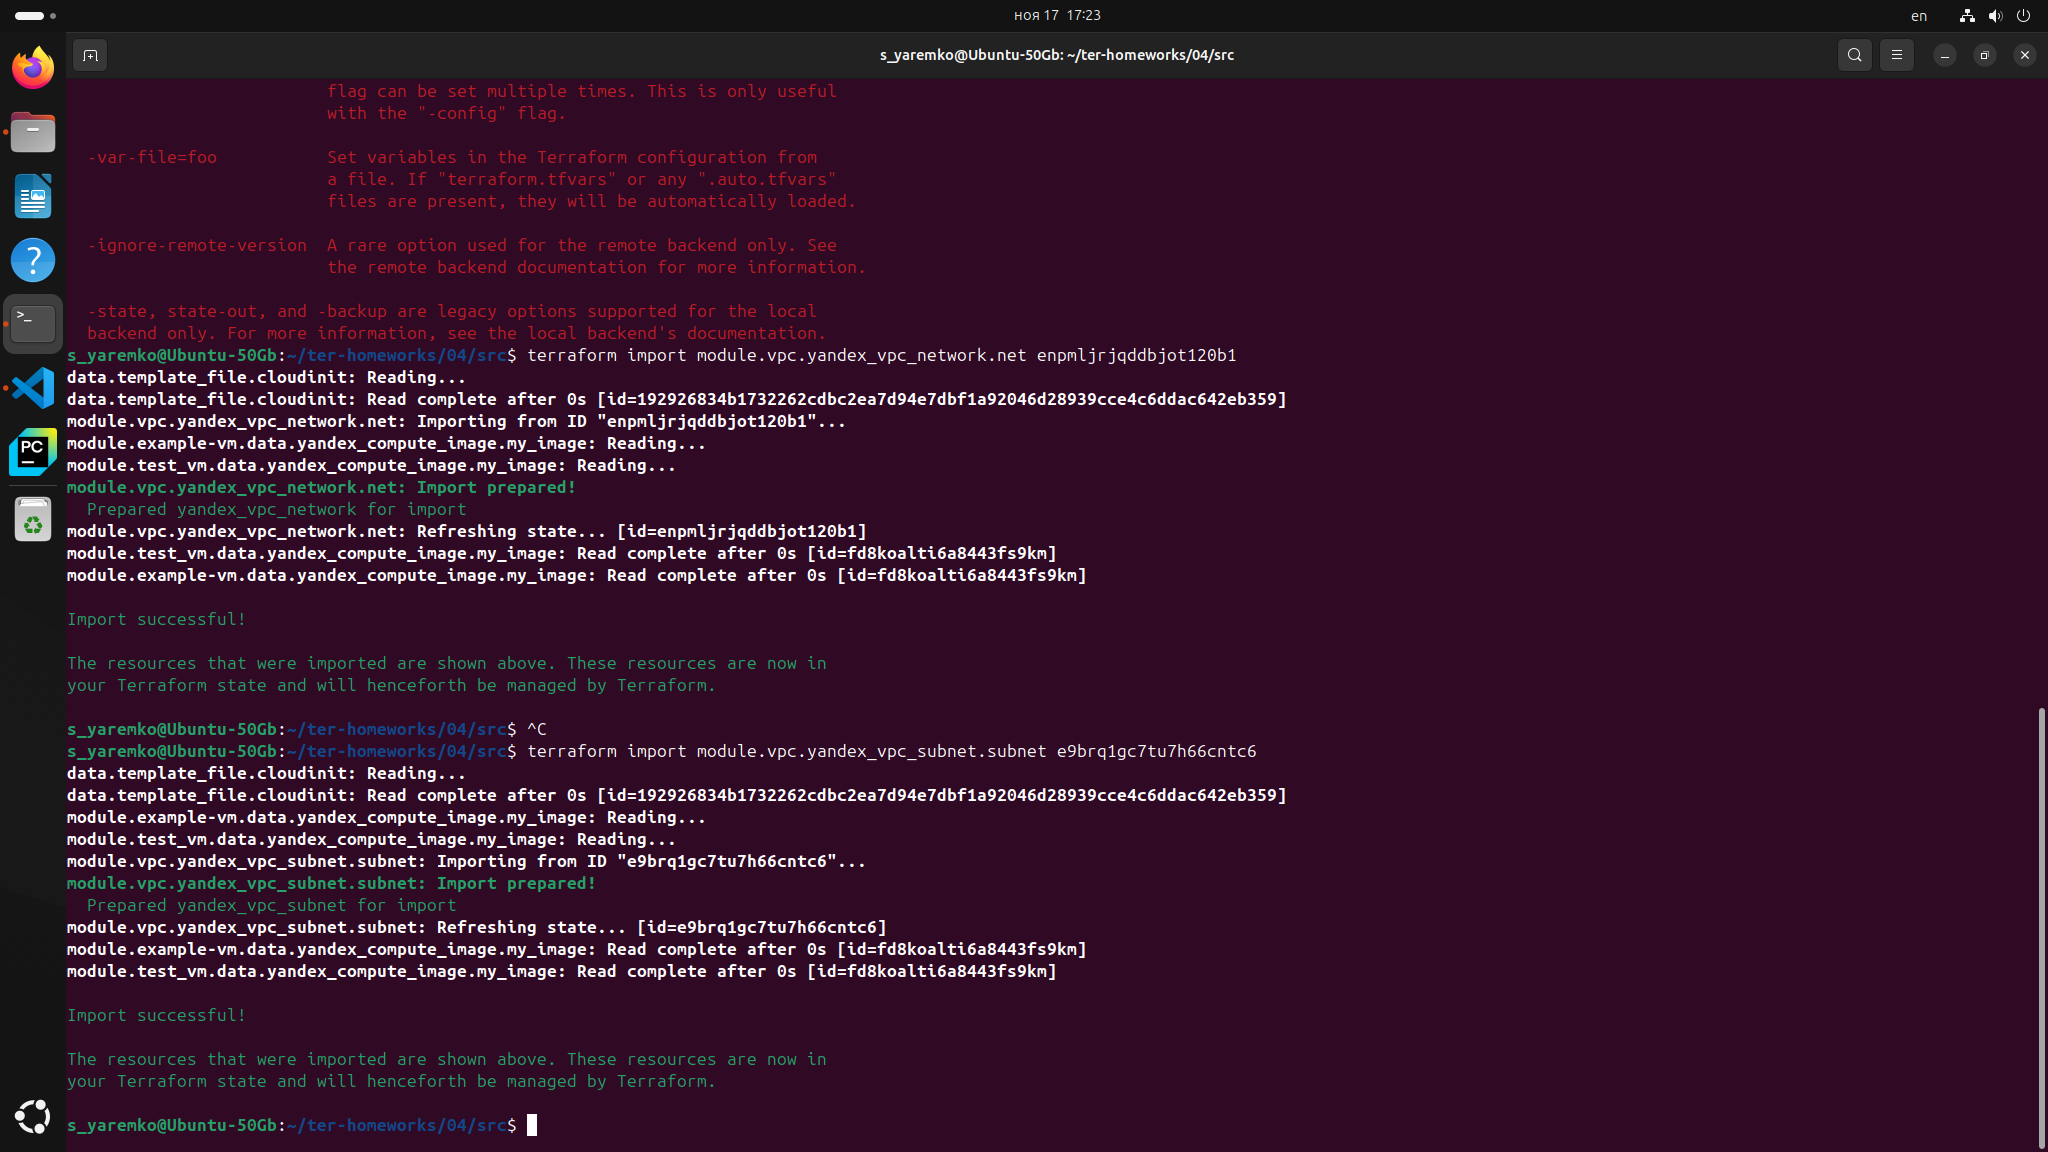 ноя 17 17:23
en
s_yaremko@Ubuntu-50Gb: ~/ter-homeworks/04/src
flag can be set multiple times. This is only useful
with the "-config" flag.
-var-file=foo Set variables in the Terraform configuration from
a file. If "terraform.tfvars" or any ".auto.tfvars"
files are present, they will be automatically loaded.
-ignore-remote-version A rare option used for the remote backend only. See
the remote backend documentation for more information.
-state, state-out, and -backup are legacy options supported for the local
backend only. For more information, see the local backend's documentation.
s_yaremko@Ubuntu-50Gb:~/ter-homeworks/04/src$ terraform import module.vpc.yandex_vpc_network.net enpmljrjqddbjot120b1
data.template_file.cloudinit: Reading...
data.template_file.cloudinit: Read complete after 0s [id=192926834b1732262cdbc2ea7d94e7dbf1a92046d28939cce4c6ddac642eb359]
module.vpc.yandex_vpc_network.net: Importing from ID "enpmljrjqddbjot120b1"...
module.example-vm.data.yandex_compute_image.my_image: Reading...
module.test_vm.data.yandex_compute_image.my_image: Reading...
module.vpc.yandex_vpc_network.net: Import prepared!
Prepared yandex_vpc_network for import
module.vpc.yandex_vpc_network.net: Refreshing state... [id=enpmljrjqddbjot120b1]
module.test_vm.data.yandex_compute_image.my_image: Read complete after 0s [id=fd8koalti6a8443fs9km]
module.example-vm.data.yandex_compute_image.my_image: Read complete after 0s [id=fd8koalti6a8443fs9km]
Import successful!
The resources that were imported are shown above. These resources are now in
your Terraform state and will henceforth be managed by Terraform.
s_yaremko@Ubuntu-50Gb:~/ter-homeworks/04/src$ ^C
s_yaremko@Ubuntu-50Gb:~/ter-homeworks/04/src$ terraform import module.vpc.yandex_vpc_subnet.subnet e9brq1gc7tu7h66cntc6
data.template_file.cloudinit: Reading...
data.template_file.cloudinit: Read complete after 0s [id=192926834b1732262cdbc2ea7d94e7dbf1a92046d28939cce4c6ddac642eb359]
module.example-vm.data.yandex_compute_image.my_image: Reading...
module.test_vm.data.yandex_compute_image.my_image: Reading...
module.vpc.yandex_vpc_subnet.subnet: Importing from ID "e9brq1gc7tu7h66cntc6"...
module.vpc.yandex_vpc_subnet.subnet: Import prepared!
Prepared yandex_vpc_subnet for import
module.vpc.yandex_vpc_subnet.subnet: Refreshing state... [id=e9brq1gc7tu7h66cntc6]
module.example-vm.data.yandex_compute_image.my_image: Read complete after 0s [id=fd8koalti6a8443fs9km]
module.test_vm.data.yandex_compute_image.my_image: Read complete after 0s [id=fd8koalti6a8443fs9km]
Import successful!
The resources that were imported are shown above. These resources are now in
your Terraform state and will henceforth be managed by Terraform.
s_yaremko@Ubuntu-50Gb:~/ter-homeworks/04/src$
?
>_
PC